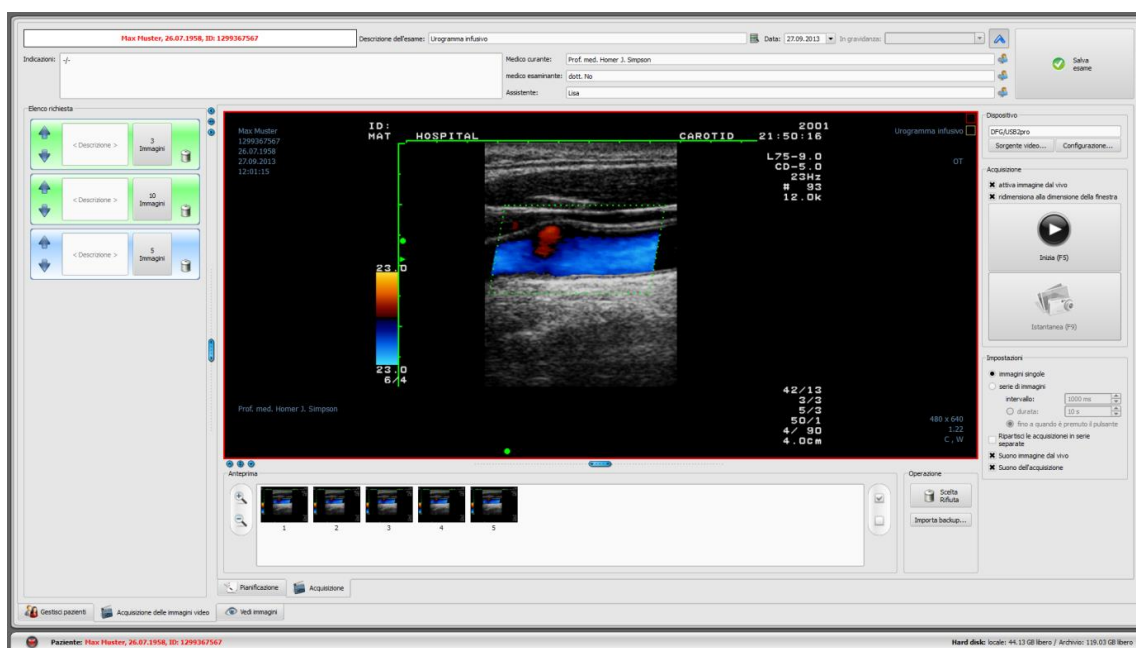 Max Muster, 26.07.1958, ID: 1299367567
Descrizione dell'esame: Urogramma infusivo
Data: 27.09.2013
In gravidanza:
Salva esame
Indicazioni: -/-
Medico curante: Prof. med. Homer J. Simpson
medico esaminante: dott. No
Assistente: Lisa
Elenco richiesta
< Descrizione > 3 Immagini
< Descrizione > 10 Immagini
< Descrizione > 5 Immagini
Max Muster
1299367567
26.07.1958
27.09.2013
12:01:15
ID:
MAT HOSPITAL
CAROTID
2001
21:50:16
Urogramma infusivo
OT
L75-9.0
CD-5.0
23Hz
# 93
12.0k
23.0
23.0
6/4
42/13
3/3
5/3
50/1
4/ 90
4.0cm
Prof. med. Homer J. Simpson
480 x 640
1.22
C , W
Dispositivo
DFG/USB2pro
Sorgente video... Configurazione...
Acquisizione
attiva immagine dal vivo
ridimensiona alla dimensione della finestra
Inizia (F5)
Istantanea (F9)
Impostazioni
immagini singole
serie di immagini
intervallo: 1000 ms
durata: 10 s
fino a quando è premuto il pulsante
Ripartisci le acquisizionei in serie
separate
Suono immagine dal vivo
Suono dell'acquisizione
Anteprima
1 2 3 4 5
Operazione
Scelta
Rifiuta
Importa backup...
Pianificazione Acquisizione
Gestisci pazienti Acquisizione delle immagini video Vedi immagini
Paziente: Max Muster, 26.07.1958, ID: 1299367567
Hard disk: locale: 44.13 GB libero / Archivio: 119.03 GB libero